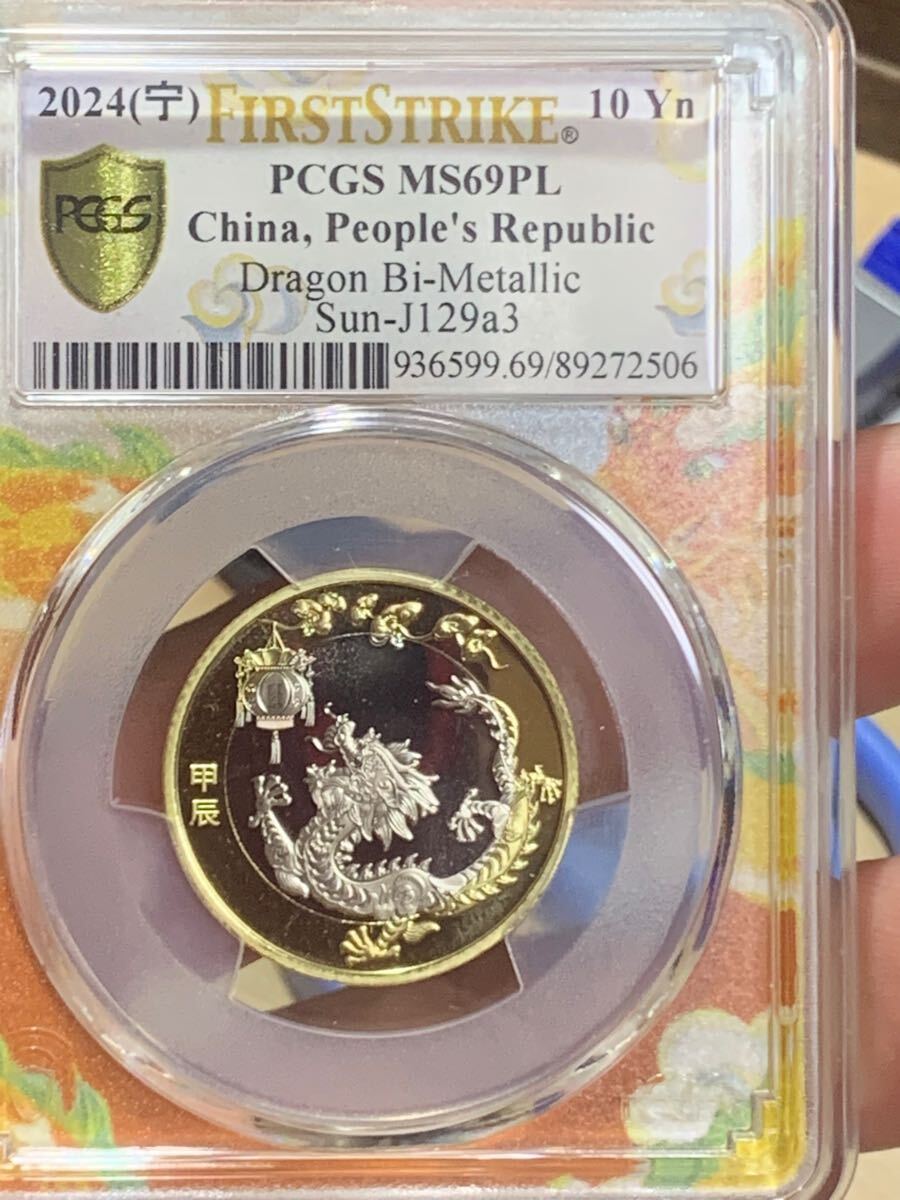 2024(宁) FIRSTSTRIKE® 10 Yn
PCGS
PCGS MS69PL
China, People's Republic
Dragon Bi-Metallic
Sun-J129a3
936599.69/89272506
甲辰